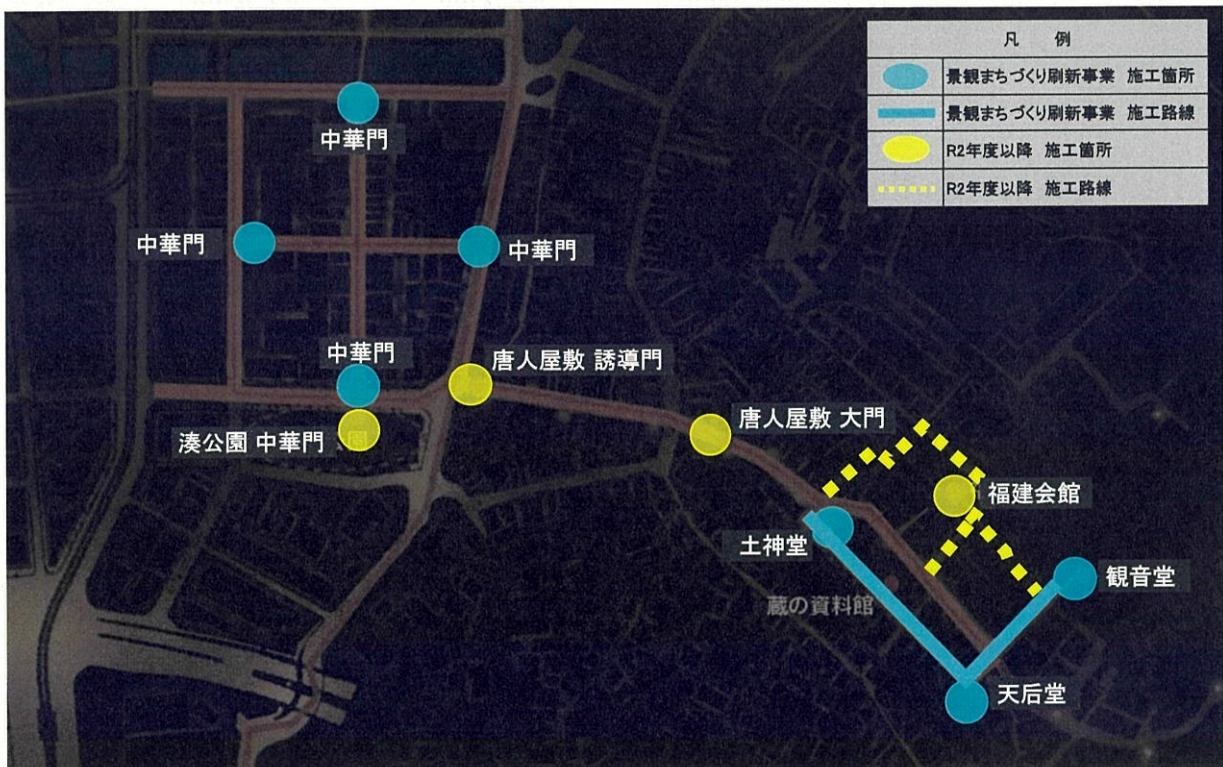 凡 例
景観まちづくり刷新事業 施工箇所
景観まちづくり刷新事業 施工路線
R2年度以降 施工箇所
R2年度以降 施工路線
中華門
中華門
中華門
中華門
唐人屋敷 誘導門
湊公園 中華門
唐人屋敷 大門
福建会館
土神堂
観音堂
蔵の資料館
天后堂